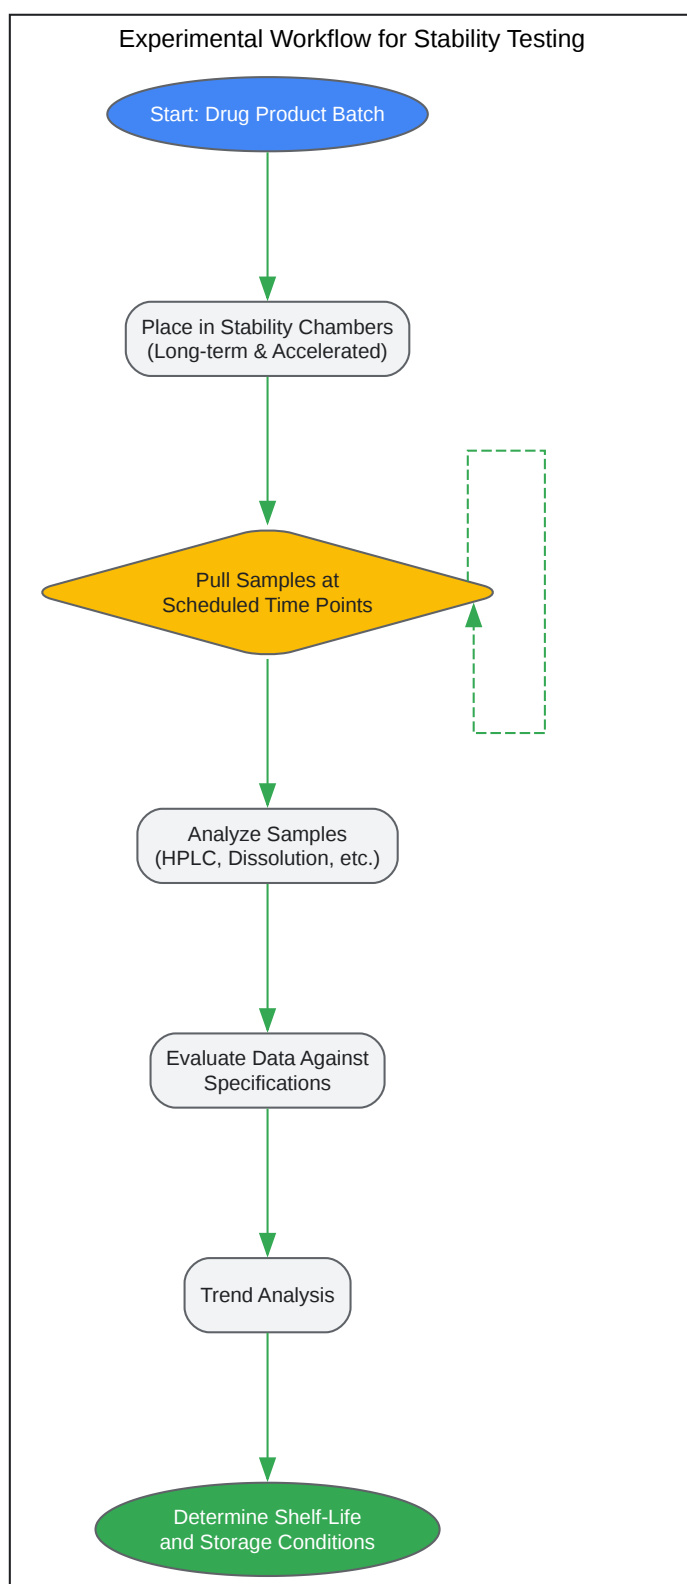 Experimental Workflow for Stability Testing
Start: Drug Product Batch
Place in Stability Chambers
(Long-term & Accelerated)
Pull Samples at
Scheduled Time Points
Analyze Samples
(HPLC, Dissolution, etc.)
Evaluate Data Against
Specifications
Trend Analysis
Determine Shelf-Life
and Storage Conditions